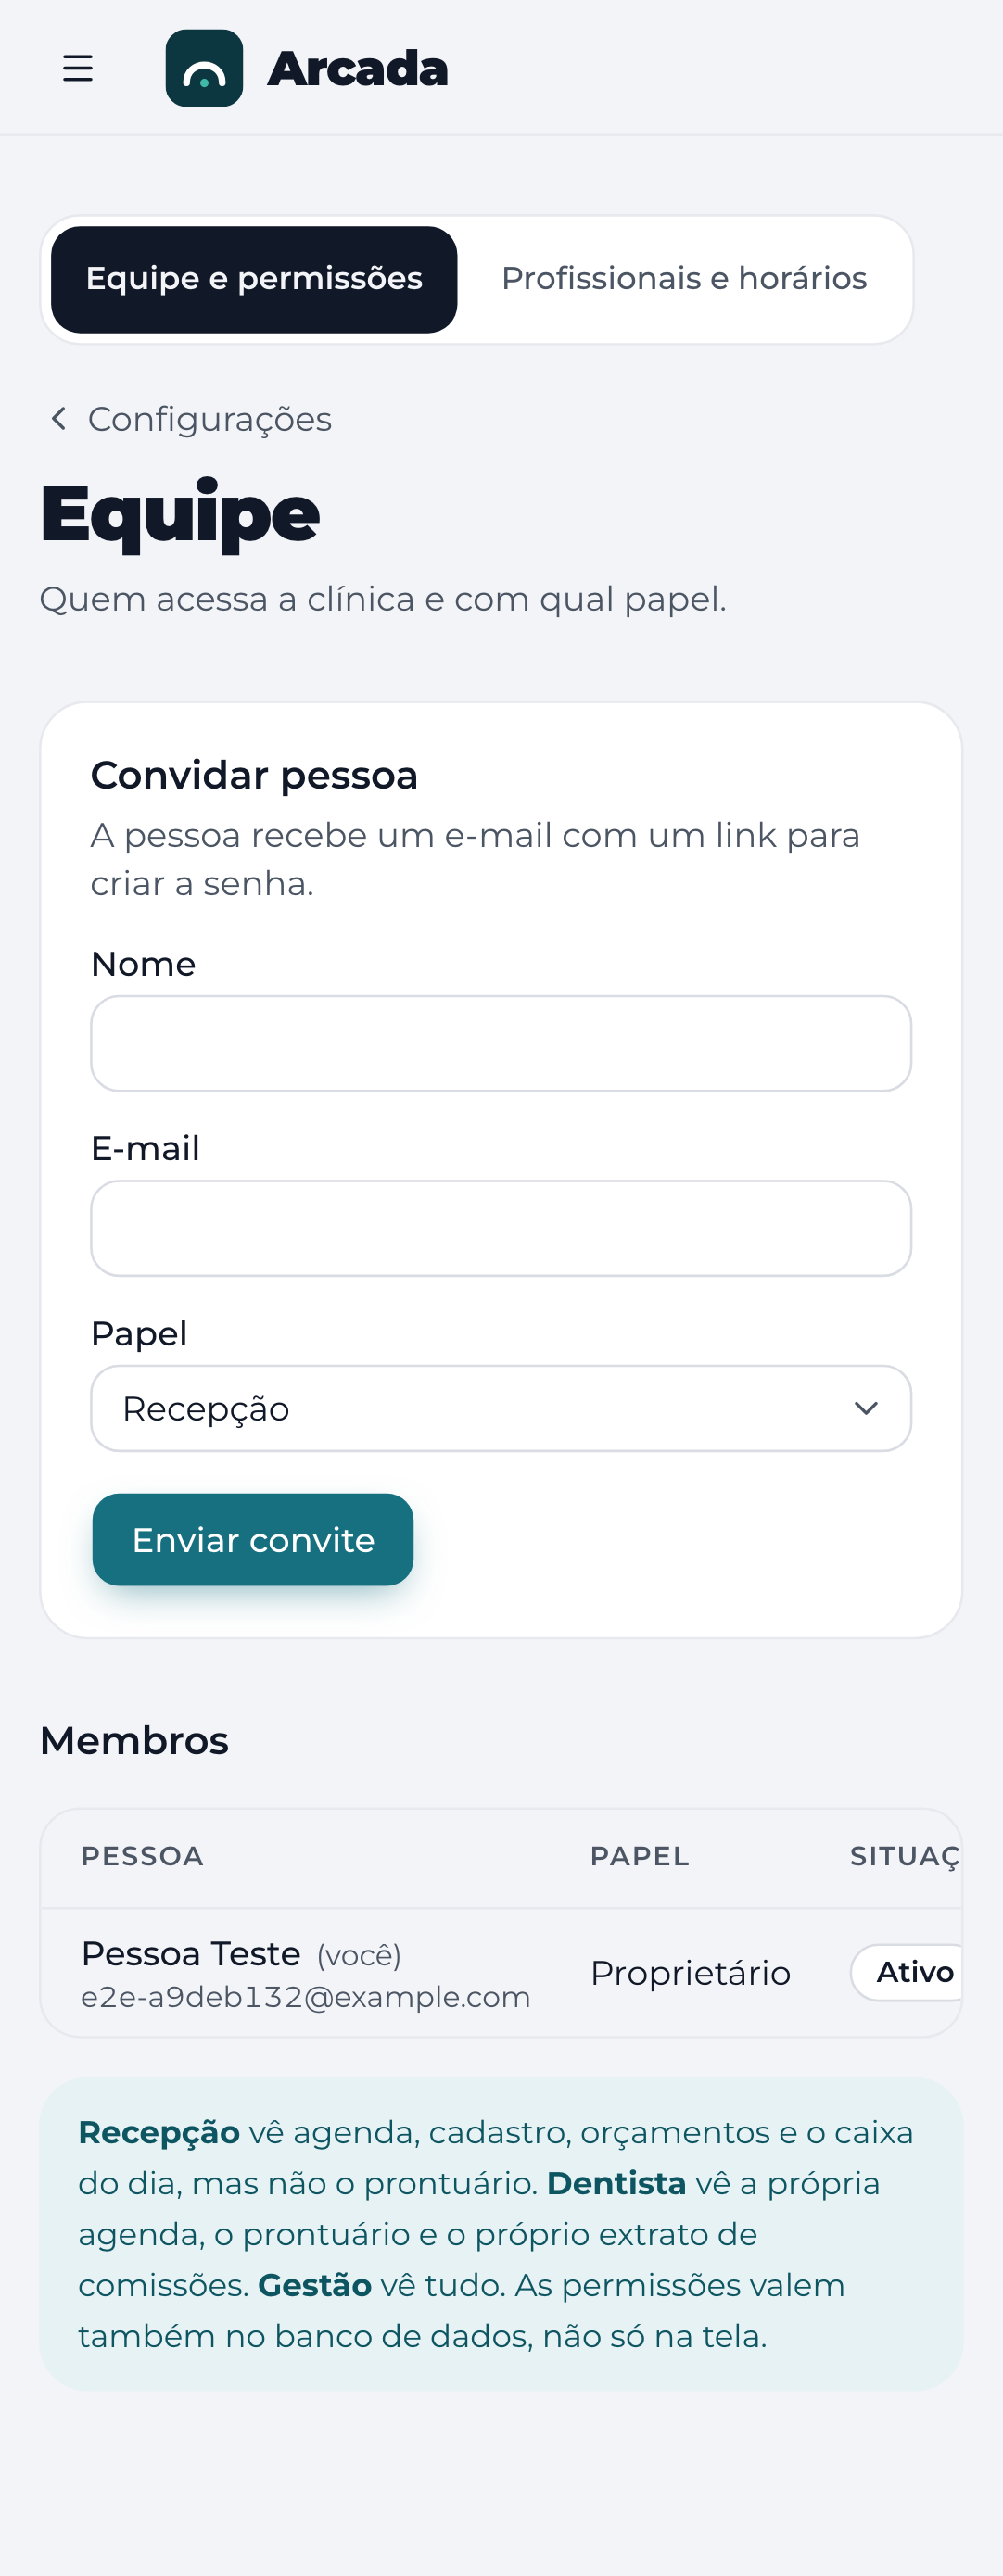 Arcada
Equipe e permissões
Profissionais e horários
Configurações
Equipe
Quem acessa a clínica e com qual papel.
Convidar pessoa
A pessoa recebe um e-mail com um link para
criar a senha.
Nome
E-mail
Papel
Recepção
Enviar convite
Membros
PESSOA PAPEL SITUAÇ
Pessoa Teste (você)
e2e-a9deb132@example.com
Proprietário
Ativo
Recepção vê agenda, cadastro, orçamentos e o caixa
do dia, mas não o prontuário. Dentista vê a própria
agenda, o prontuário e o próprio extrato de
comissões. Gestão vê tudo. As permissões valem
também no banco de dados, não só na tela.